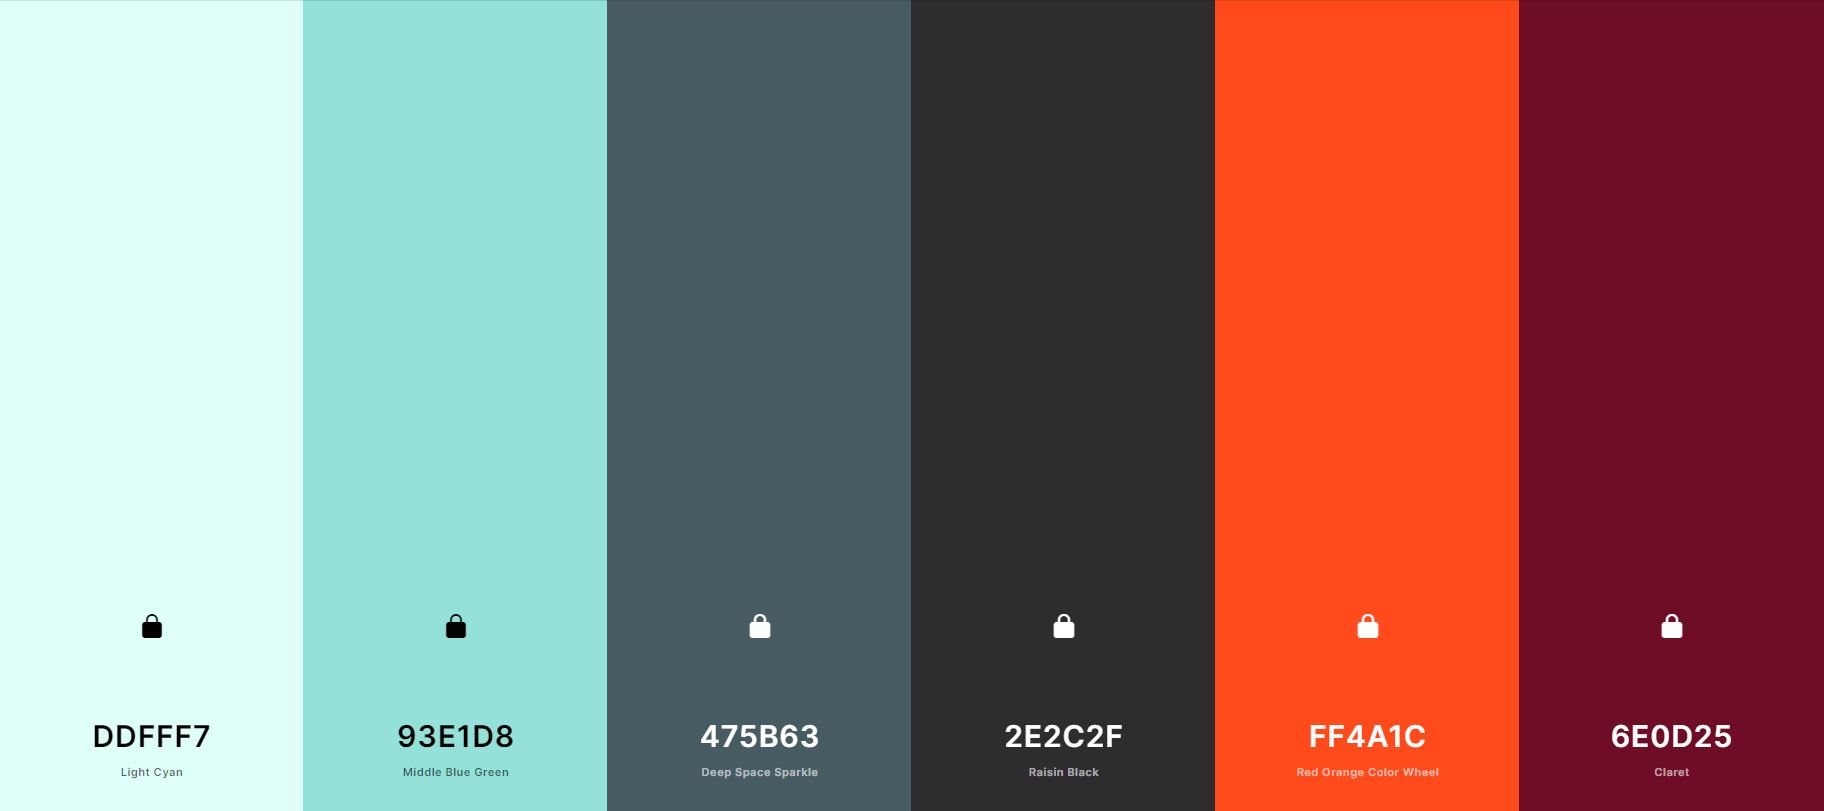 DDFFF7
Light Cyan
93E1D8
Middle Blue Green
475B63
Deep Space Sparkle
2E2C2F
Raisin Black
FF4A1C
Red Orange Color Wheel
6E0D25
Claret